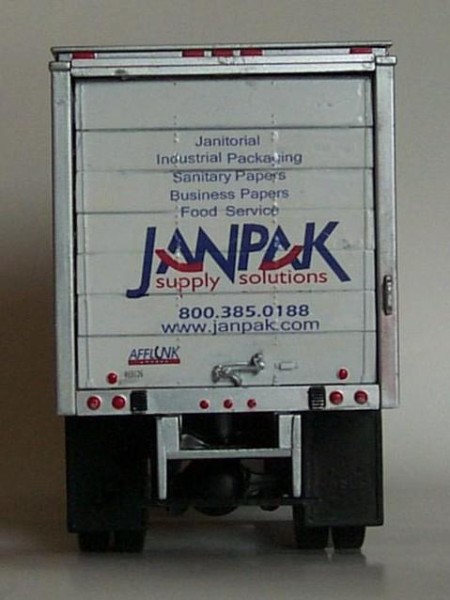 Janitorial
Industrial Packaging
Sanitary Papers
Business Papers
Food Service
JANPAK
supply solutions
800.385.0188
www.janpak.com
AFFLINK